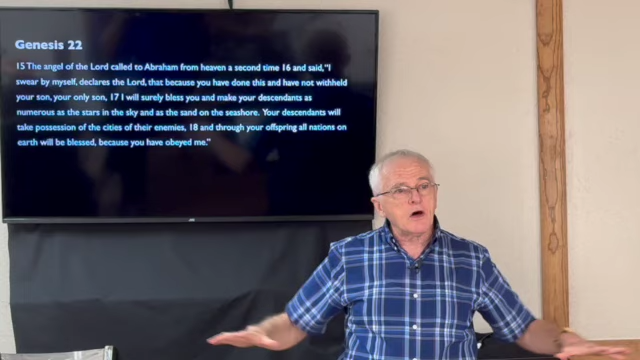 Genesis 22
15 The angel of the Lord called to Abraham from heaven a second time 16 and said, “I
swear by myself, declares the Lord, that because you have done this and have not withheld
your son, your only son, 17 I will surely bless you and make your descendants as
numerous as the stars in the sky and as the sand on the seashore. Your descendants will
take possession of the cities of their enemies, 18 and through your offspring all nations on
earth will be blessed, because you have obeyed me.”